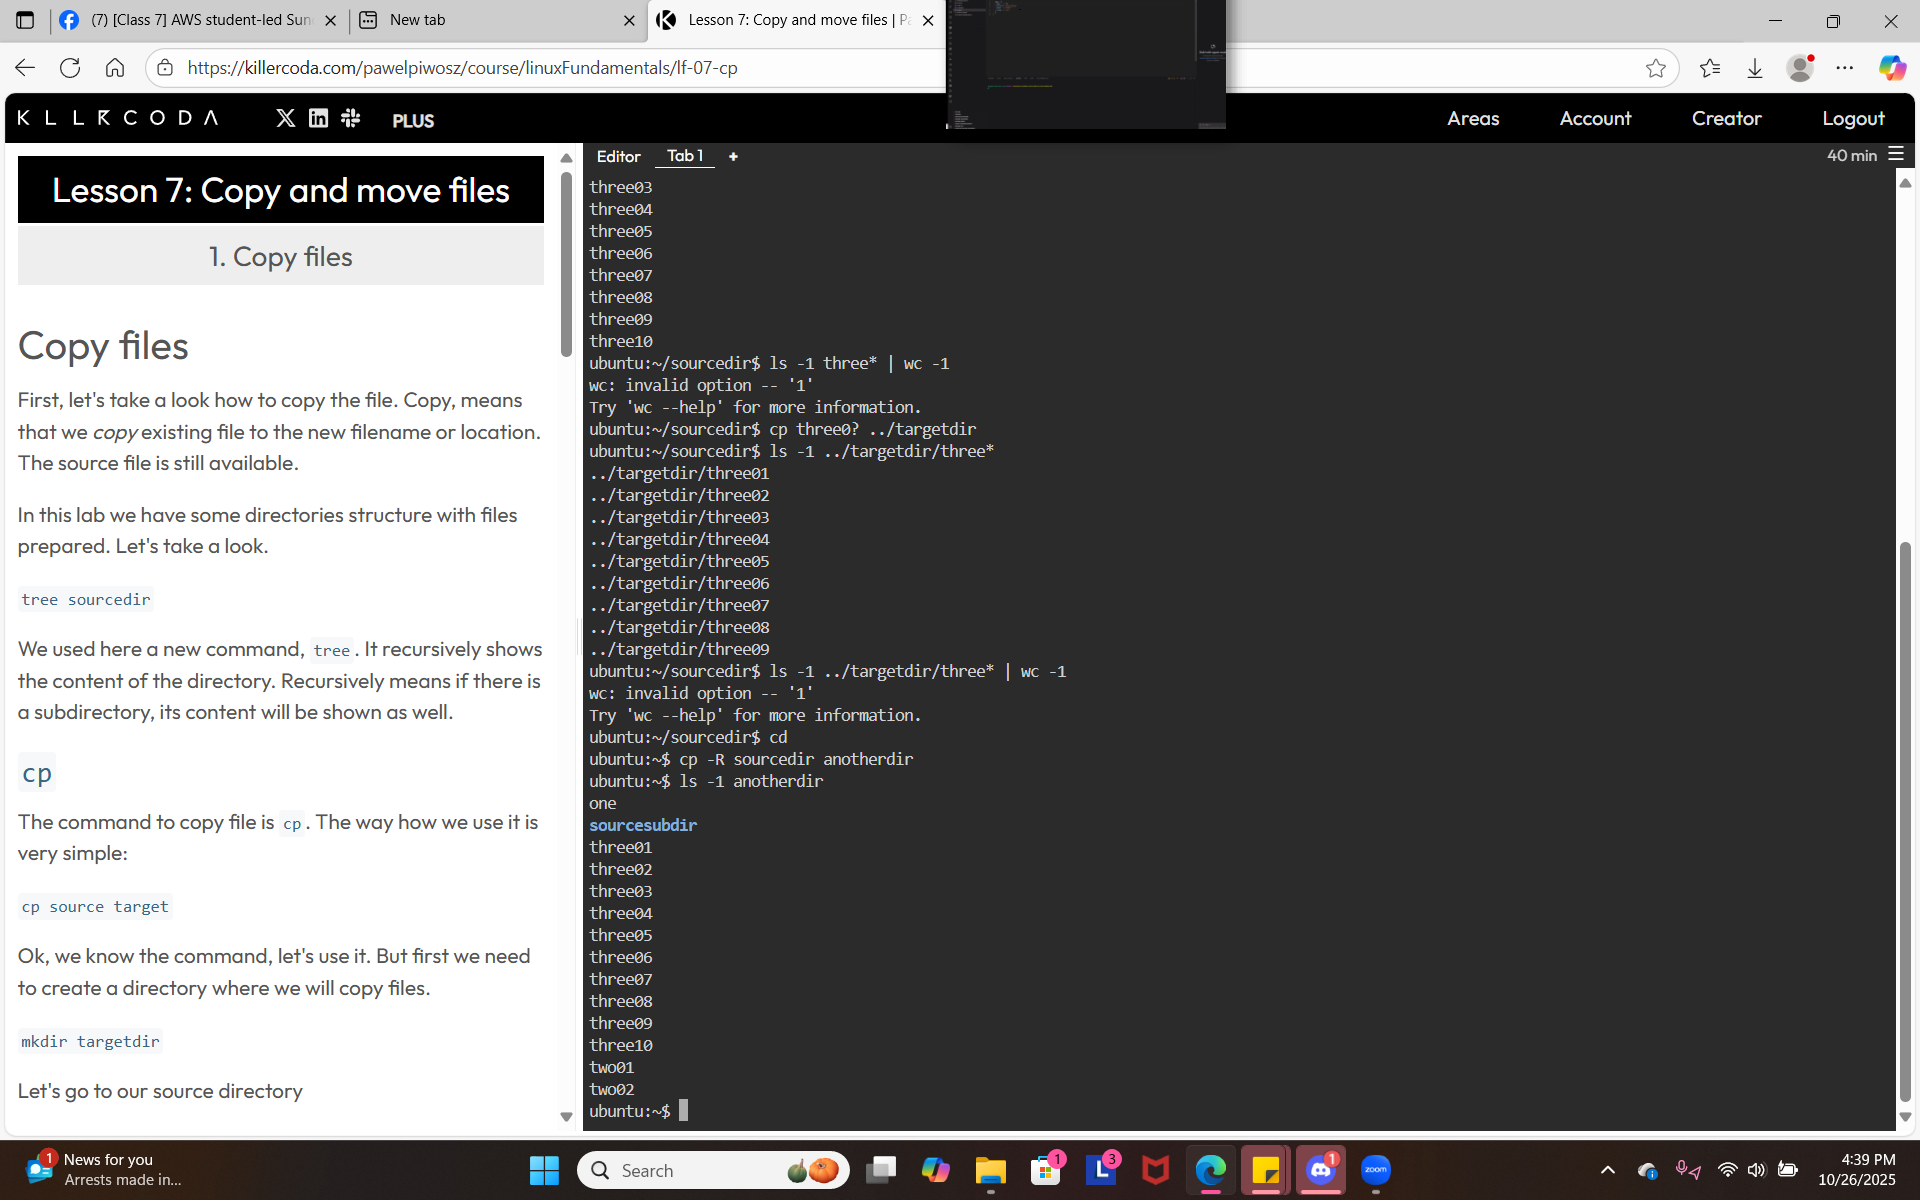 (7) [Class 7] AWS student-led Sun
New tab
Lesson 7: Copy and move files | Pa
https://killercoda.com/pawelpiwosz/course/linuxFundamentals/lf-07-cp
KLLRCODA
PLUS
Areas
Account
Creator
Logout
Lesson 7: Copy and move files
1. Copy files
Copy files
First, let's take a look how to copy the file. Copy, means
that we copy existing file to the new filename or location.
The source file is still available.
In this lab we have some directories structure with files
prepared. Let's take a look.
tree sourcedir
We used here a new command, tree. It recursively shows
the content of the directory. Recursively means if there is
a subdirectory, its content will be shown as well.
cp
The command to copy file is cp. The way how we use it is
very simple:
cp source target
Ok, we know the command, let's use it. But first we need
to create a directory where we will copy files.
mkdir targetdir
Let's go to our source directory
Editor
Tab 1
+
40 min
three03
three04
three05
three06
three07
three08
three09
three10
ubuntu:~/sourcedir$ ls -1 three* | wc -1
wc: invalid option -- '1'
Try 'wc --help' for more information.
ubuntu:~/sourcedir$ cp three0? ../targetdir
ubuntu:~/sourcedir$ ls -1 ../targetdir/three*
../targetdir/three01
../targetdir/three02
../targetdir/three03
../targetdir/three04
../targetdir/three05
../targetdir/three06
../targetdir/three07
../targetdir/three08
../targetdir/three09
ubuntu:~/sourcedir$ ls -1 ../targetdir/three* | wc -1
wc: invalid option -- '1'
Try 'wc --help' for more information.
ubuntu:~/sourcedir$ cd
ubuntu:~$ cp -R sourcedir anotherdir
ubuntu:~$ ls -1 anotherdir
one
sourcesubdir
three01
three02
three03
three04
three05
three06
three07
three08
three09
three10
two01
two02
ubuntu:~$
1
News for you
Arrests made in...
Search
1
L
3
1
zoom
4:39 PM
10/26/2025